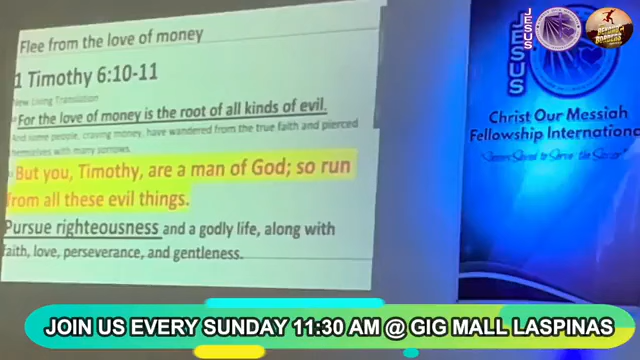 Flee from the love of money
1 Timothy 6:10-11
New Living Translation
For the love of money is the root of all kinds of evil.
And some people, craving money, have wandered from the true faith and pierced
themselves with many sorrows.
But you, Timothy, are a man of God; so run
from all these evil things.
Pursue righteousness and a godly life, along with
faith, love, perseverance, and gentleness.
JESUS
JESUS
BEYOND
BORDERS
Christ Our Messiah
Fellowship International
JOIN US EVERY SUNDAY 11:30 AM @ GIG MALL LASPINAS